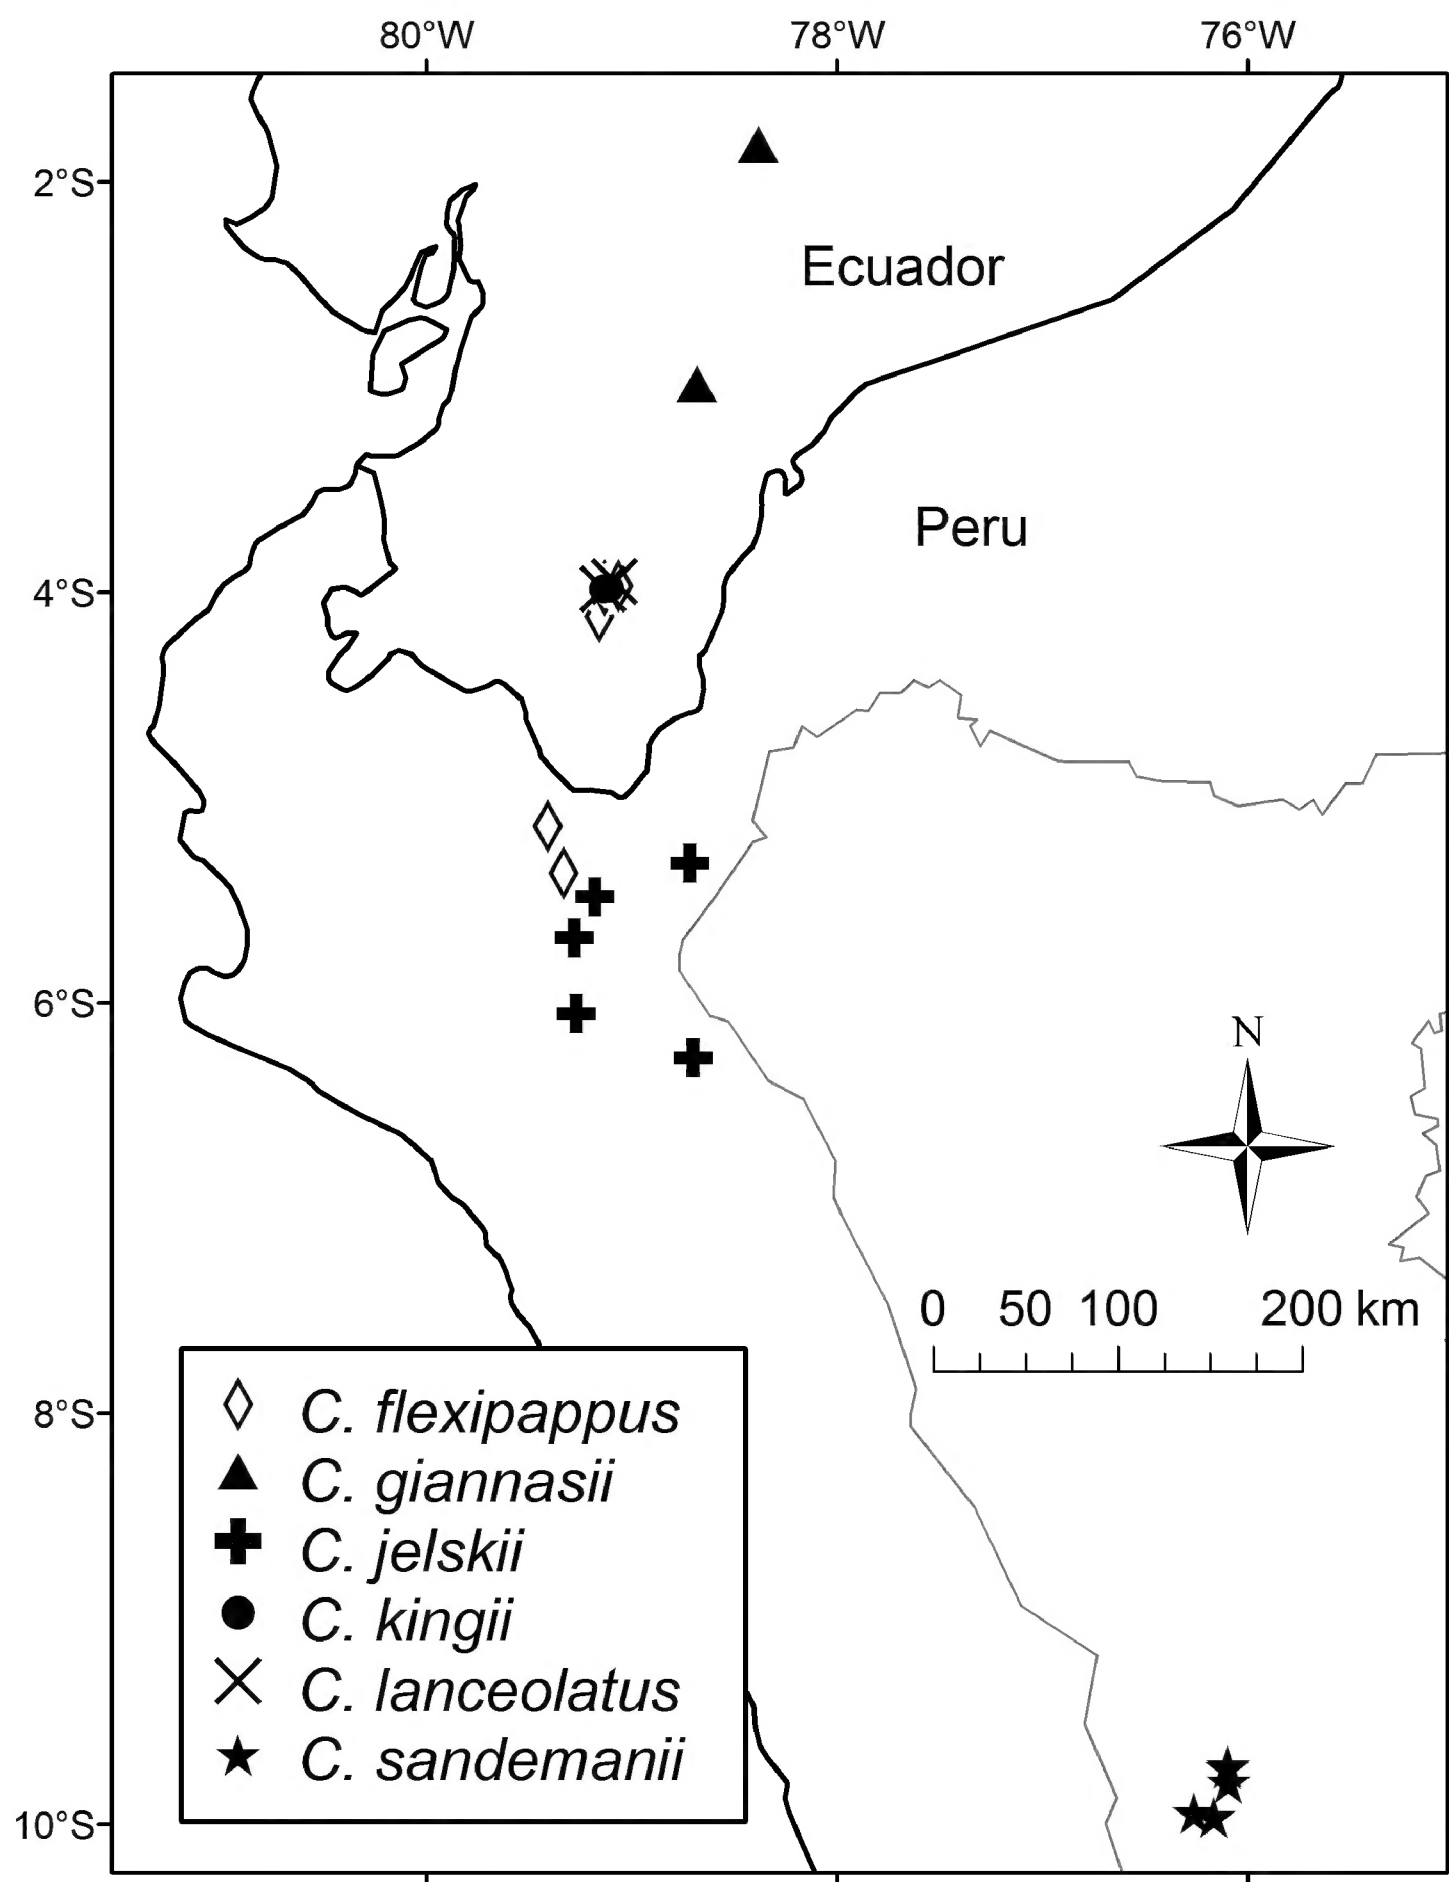 80°W 78°W 76°W
2°S
Ecuador
Peru
4°S
6°S
N
0 50 100 200 km
8°S
C. flexipappus
C. giannasii
C. jelskii
C. kingii
C. lanceolatus
C. sandemanii
10°S